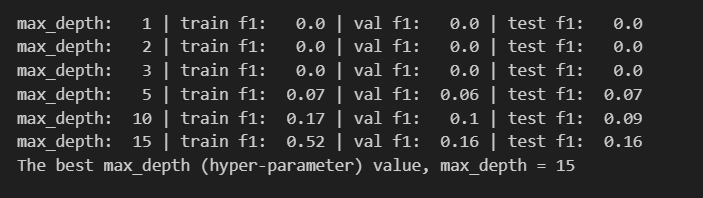 max_depth:   1 | train f1:   0.0 | val f1:   0.0 | test f1:   0.0
max_depth:   2 | train f1:   0.0 | val f1:   0.0 | test f1:   0.0
max_depth:   3 | train f1:   0.0 | val f1:   0.0 | test f1:   0.0
max_depth:   5 | train f1:  0.07 | val f1:  0.06 | test f1:  0.07
max_depth:  10 | train f1:  0.17 | val f1:   0.1 | test f1:  0.09
max_depth:  15 | train f1:  0.52 | val f1:  0.16 | test f1:  0.16
The best max_depth (hyper-parameter) value, max_depth = 15